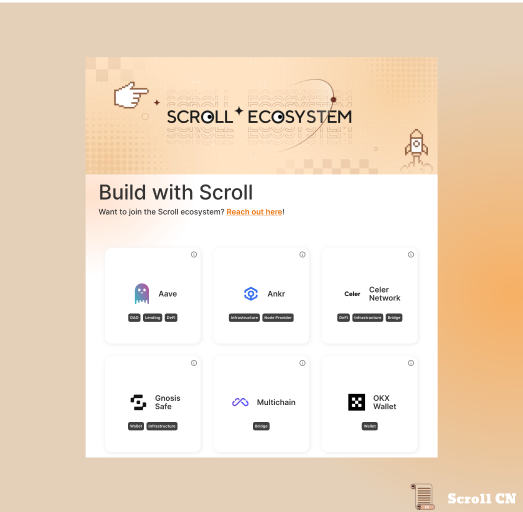 SCROLL ECOSYSTEM
Build with Scroll
Want to join the Scroll ecosystem? Reach out here!
Aave
DAO Lending DeFi
Ankr
Infrastructure Node Provider
Celer Celer
Network
DeFi Infrastructure Bridge
Gnosis
Safe
Wallet Infrastructure
Multichain
Bridge
OKX
Wallet
Wallet
Scroll CN